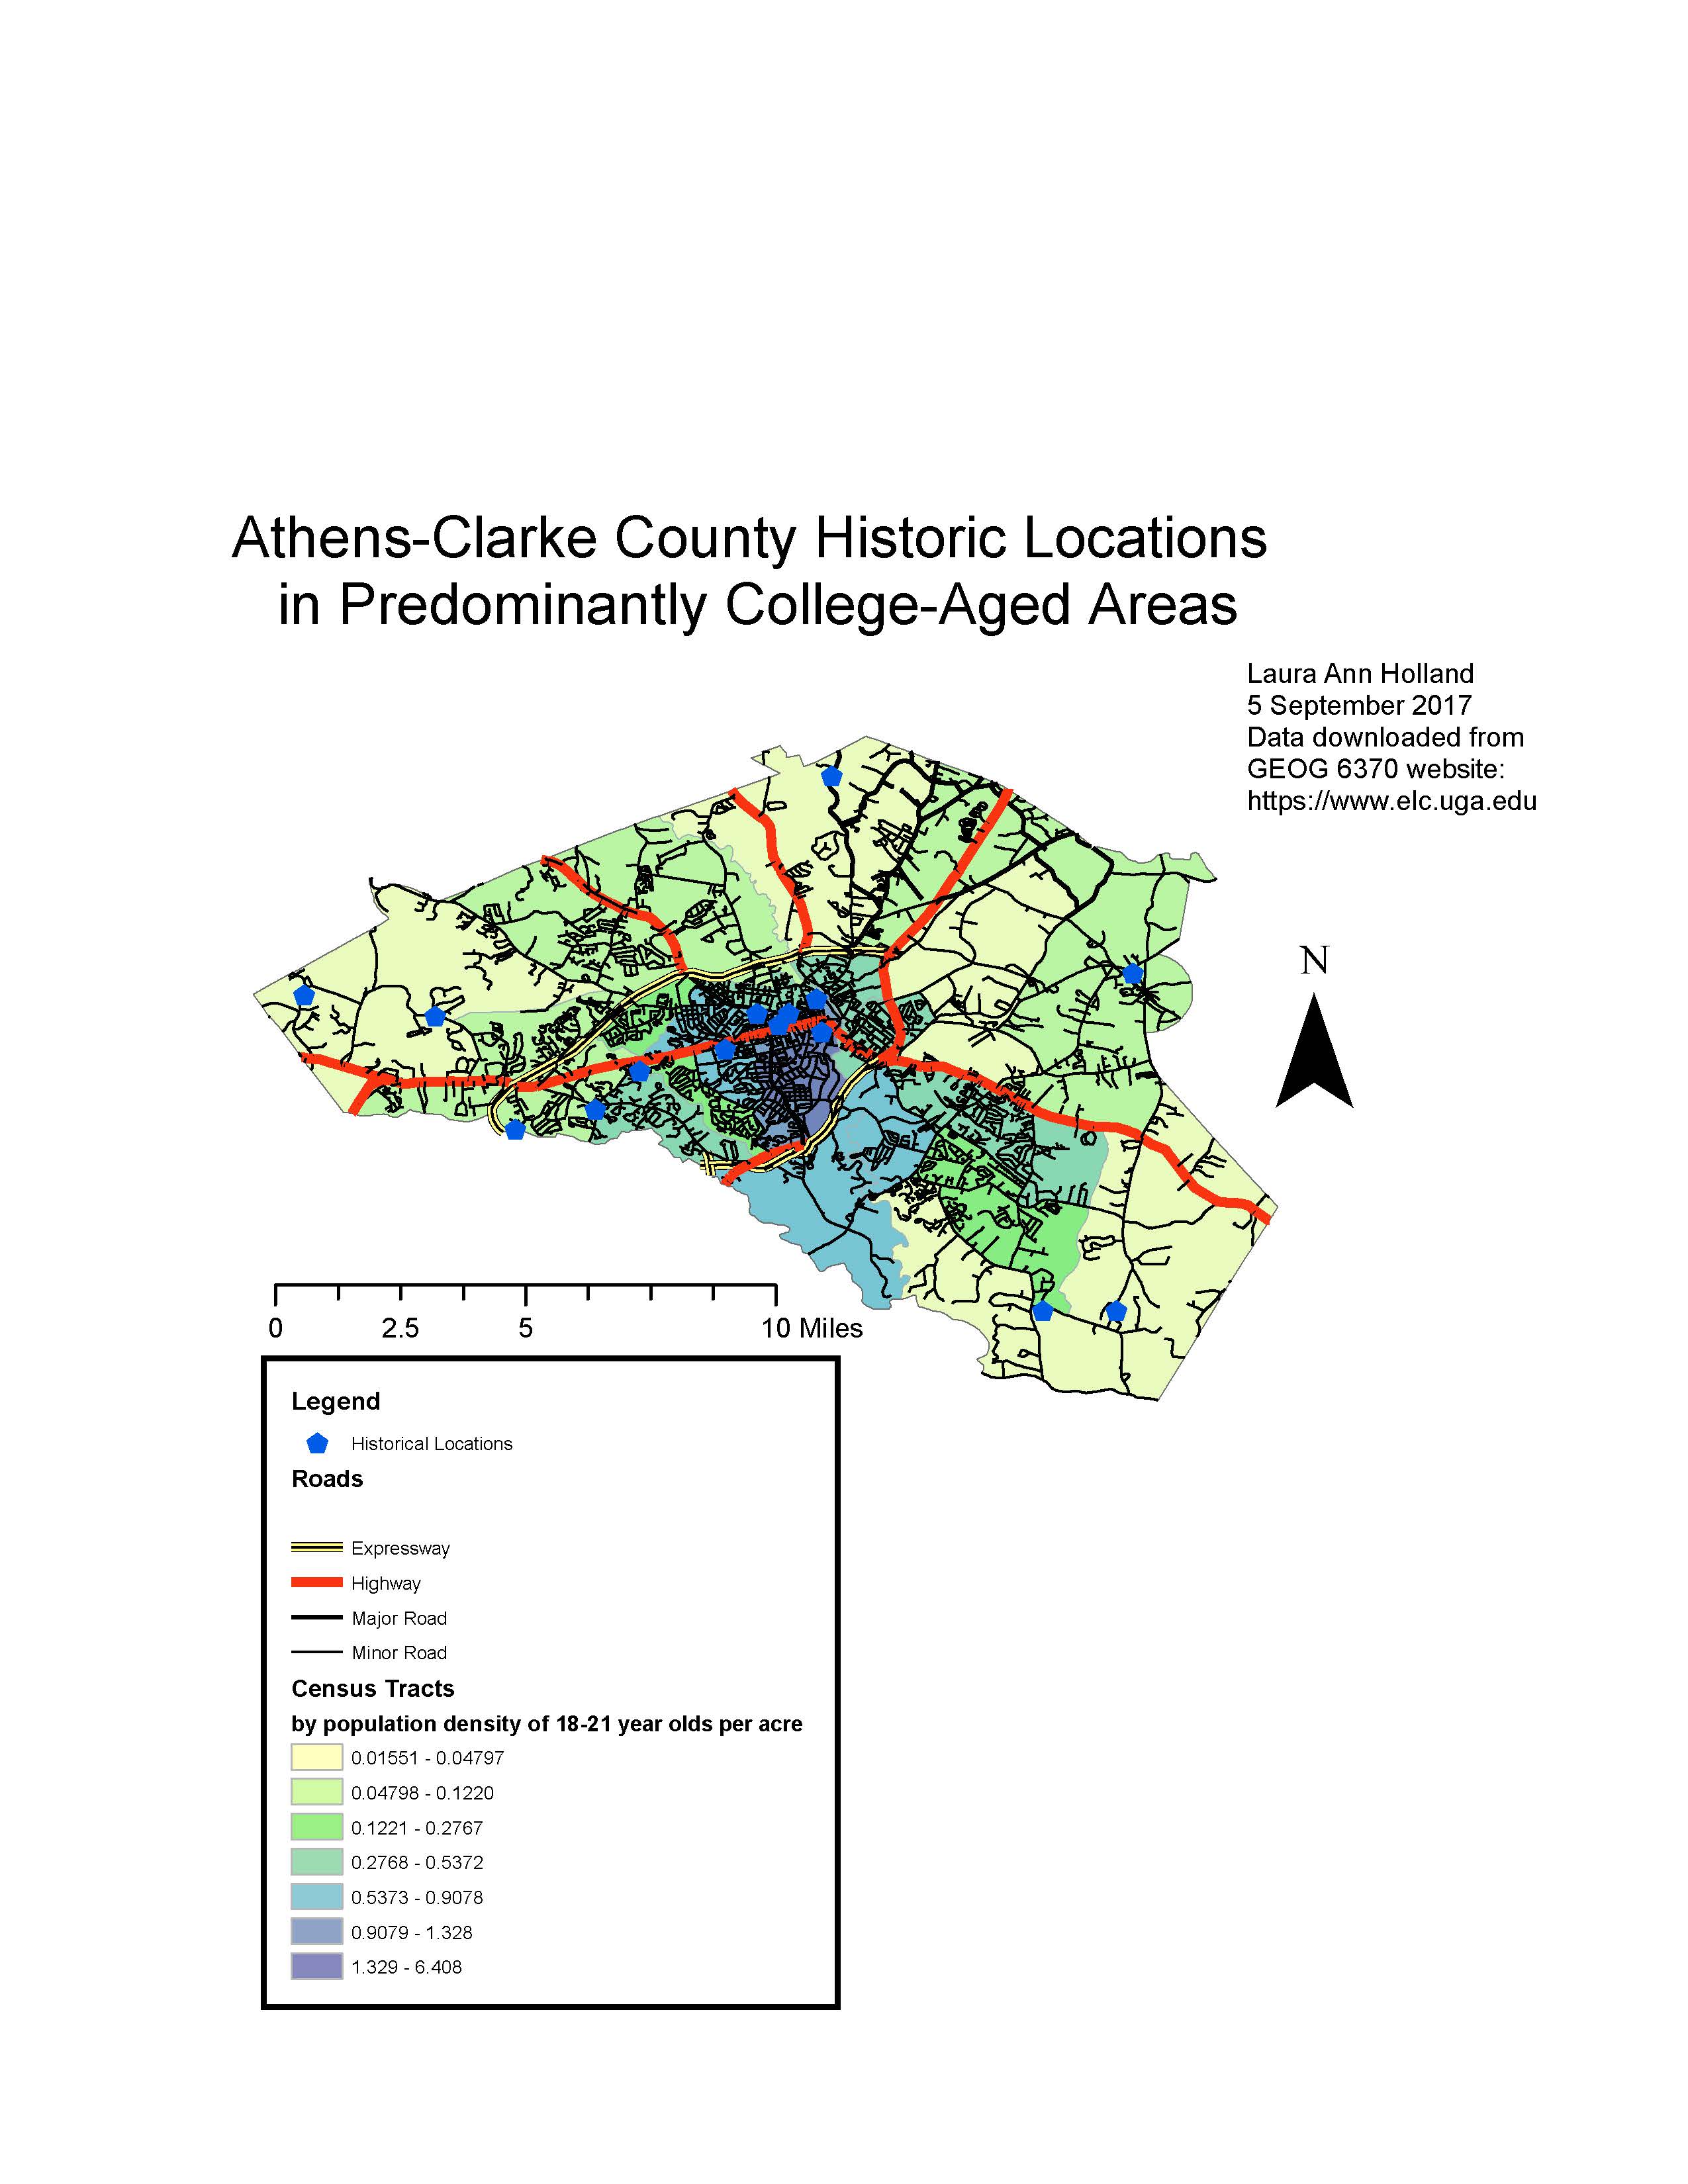 Athens-Clarke County Historic Locations
in Predominantly College-Aged Areas
Laura Ann Holland
5 September 2017
Data downloaded from
GEOG 6370 website:
https://www.elc.uga.edu
N
0 2.5 5 10 Miles
Legend
Historical Locations
Roads
Expressway
Highway
Major Road
Minor Road
Census Tracts
by population density of 18-21 year olds per acre
0.01551 - 0.04797
0.04798 - 0.1220
0.1221 - 0.2767
0.2768 - 0.5372
0.5373 - 0.9078
0.9079 - 1.328
1.329 - 6.408